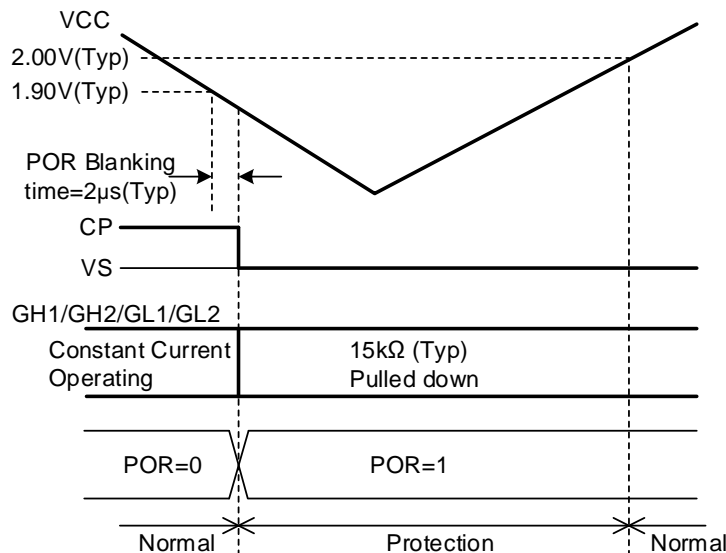 VCC
2.00V(Typ)
1.90V(Typ)
POR Blanking
time=2µs(Typ)
CP
VS
GH1/GH2/GL1/GL2
Constant Current
Operating
15kΩ (Typ)
Pulled down
POR=0
POR=1
Normal
Protection
Normal